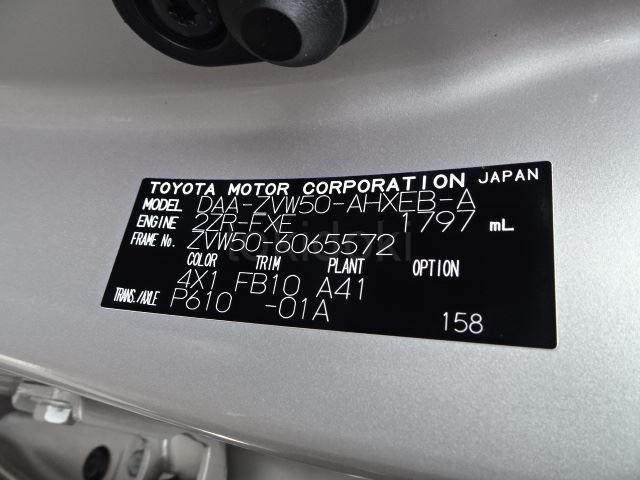 TOYOTA MOTOR CORPORATION JAPAN
MODEL DAA-ZVW50-AHXEB-A
ENGINE 2ZR-FXE 1797 mL
FRAME No. ZVW50-6065572
COLOR TRIM PLANT OPTION
4X1 FB10 A41
TRANS./AXLE P610 -01A
158